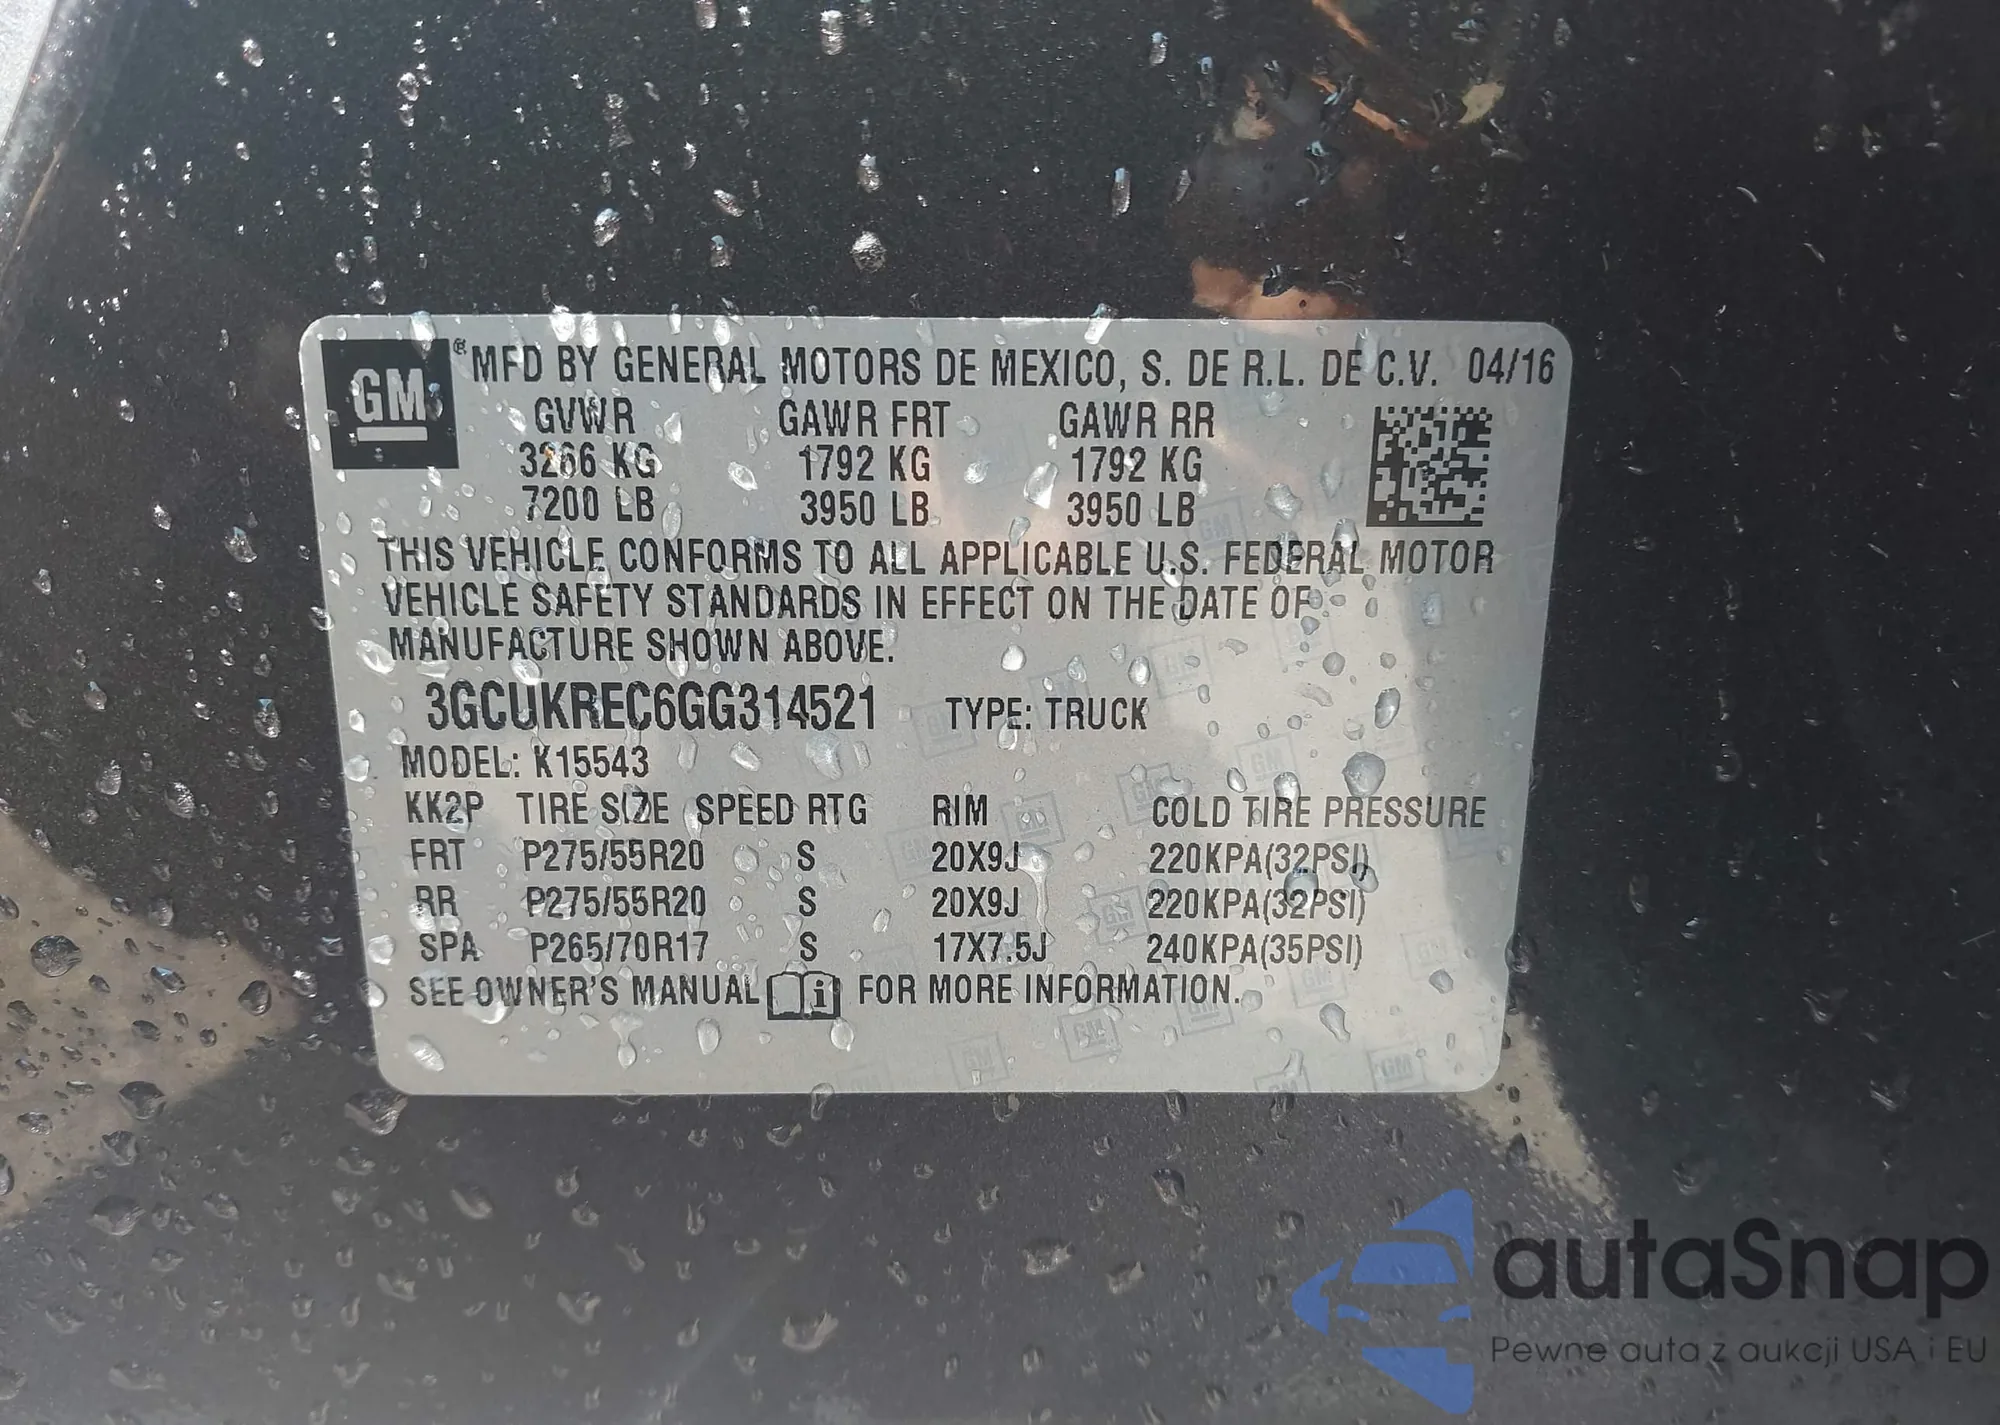 GM® MFD BY GENERAL MOTORS DE MEXICO, S. DE R.L. DE C.V. 04/16
GVWR GAWR FRT GAWR RR
3266 KG 1792 KG 1792 KG
7200 LB 3950 LB 3950 LB
THIS VEHICLE CONFORMS TO ALL APPLICABLE U.S. FEDERAL MOTOR
VEHICLE SAFETY STANDARDS IN EFFECT ON THE DATE OF
MANUFACTURE SHOWN ABOVE.
3GCUKREC6GG314521 TYPE: TRUCK
MODEL: K15543
KK2P TIRE SIZE SPEED RTG RIM COLD TIRE PRESSURE
FRT P275/55R20 S 20X9J 220KPA(32PSI)
RR P275/55R20 S 20X9J 220KPA(32PSI)
SPA P265/70R17 S 17X7.5J 240KPA(35PSI)
SEE OWNER'S MANUAL FOR MORE INFORMATION.
autaSnap
Pewne auta z aukcji USA i EU